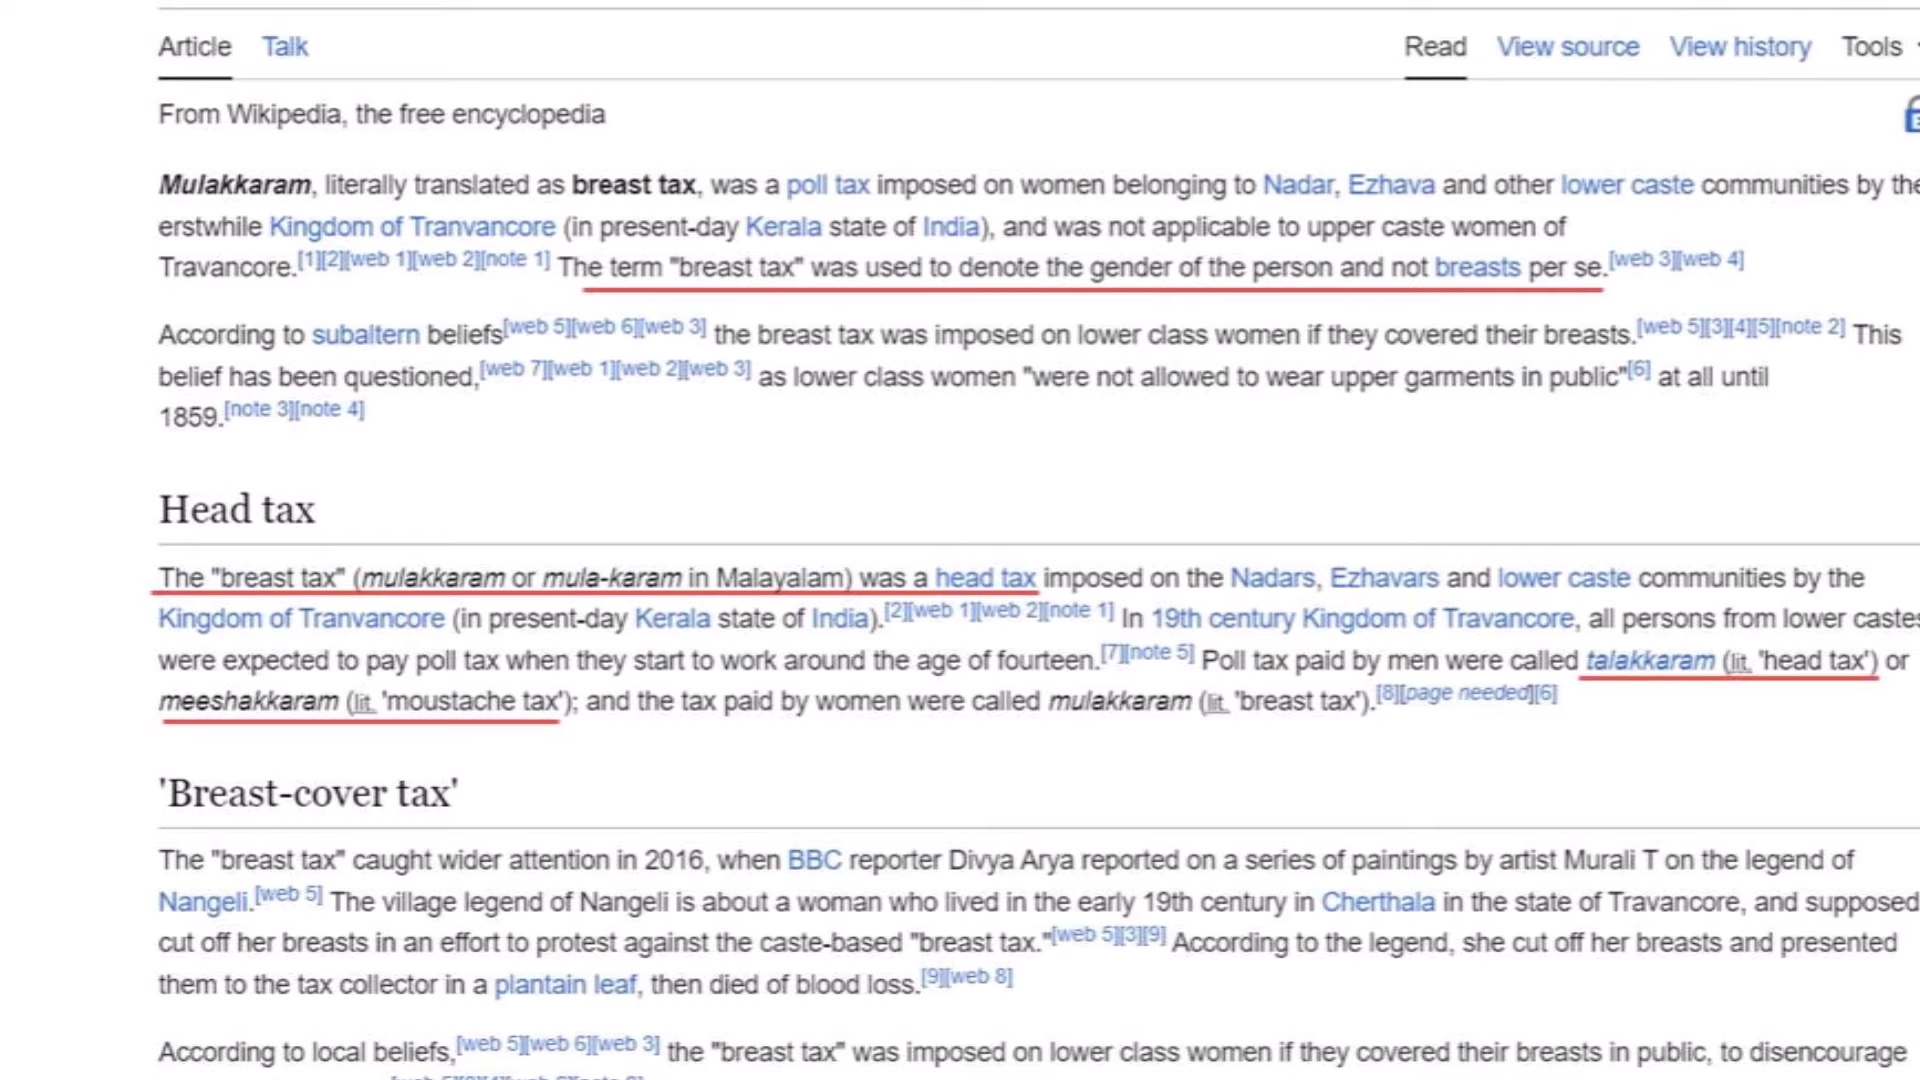 Article Talk Read View source View history Tools
From Wikipedia, the free encyclopedia
Mulakkaram, literally translated as breast tax, was a poll tax imposed on women belonging to Nadar, Ezhava and other lower caste communities by the
erstwhile Kingdom of Tranvancore (in present-day Kerala state of India), and was not applicable to upper caste women of
Travancore.[1][2][web 1][web 2][note 1] The term "breast tax" was used to denote the gender of the person and not breasts per se.[web 3][web 4]
According to subaltern beliefs[web 5][web 6][web 3] the breast tax was imposed on lower class women if they covered their breasts.[web 5][3][4][5][note 2] This
belief has been questioned,[web 7][web 1][web 2][web 3] as lower class women "were not allowed to wear upper garments in public"[6] at all until
1859.[note 3][note 4]
Head tax
The "breast tax" (mulakkaram or mula-karam in Malayalam) was a head tax imposed on the Nadars, Ezhavars and lower caste communities by the
Kingdom of Tranvancore (in present-day Kerala state of India).[2][web 1][web 2][note 1] In 19th century Kingdom of Travancore, all persons from lower castes
were expected to pay poll tax when they start to work around the age of fourteen.[7][note 5] Poll tax paid by men were called talakkaram (lit. 'head tax') or
meeshakkaram (lit. 'moustache tax'); and the tax paid by women were called mulakkaram (lit. 'breast tax').[8][page needed][6]
'Breast-cover tax'
The "breast tax" caught wider attention in 2016, when BBC reporter Divya Arya reported on a series of paintings by artist Murali T on the legend of
Nangeli.[web 5] The village legend of Nangeli is about a woman who lived in the early 19th century in Cherthala in the state of Travancore, and supposed
cut off her breasts in an effort to protest against the caste-based "breast tax."[web 5][3][9] According to the legend, she cut off her breasts and presented
them to the tax collector in a plantain leaf, then died of blood loss.[9][web 8]
According to local beliefs,[web 5][web 6][web 3] the "breast tax" was imposed on lower class women if they covered their breasts in public, to disencourage